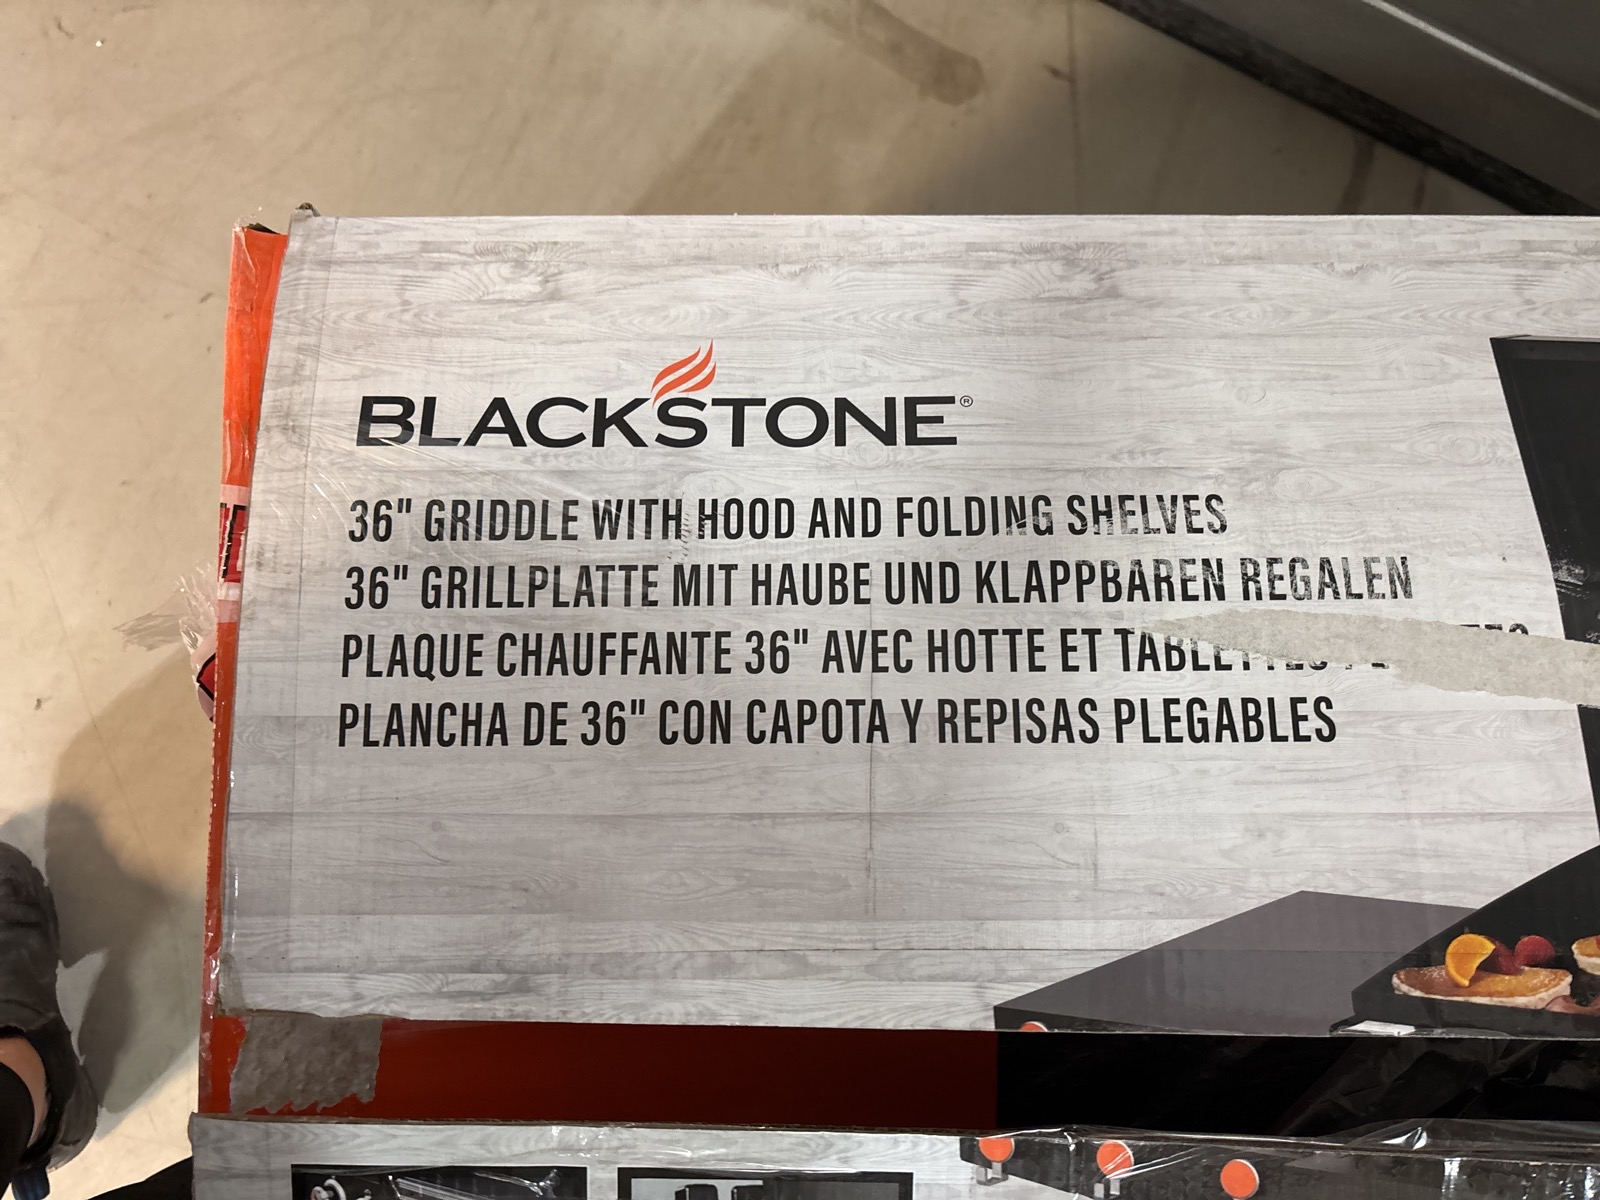 BLACKSTONE®
36" GRIDDLE WITH HOOD AND FOLDING SHELVES
36" GRILLPLATTE MIT HAUBE UND KLAPPBAREN REGALEN
PLAQUE CHAUFFANTE 36" AVEC HOTTE ET TABLETTES
PLANCHA DE 36" CON CAPOTA Y REPISAS PLEGABLES